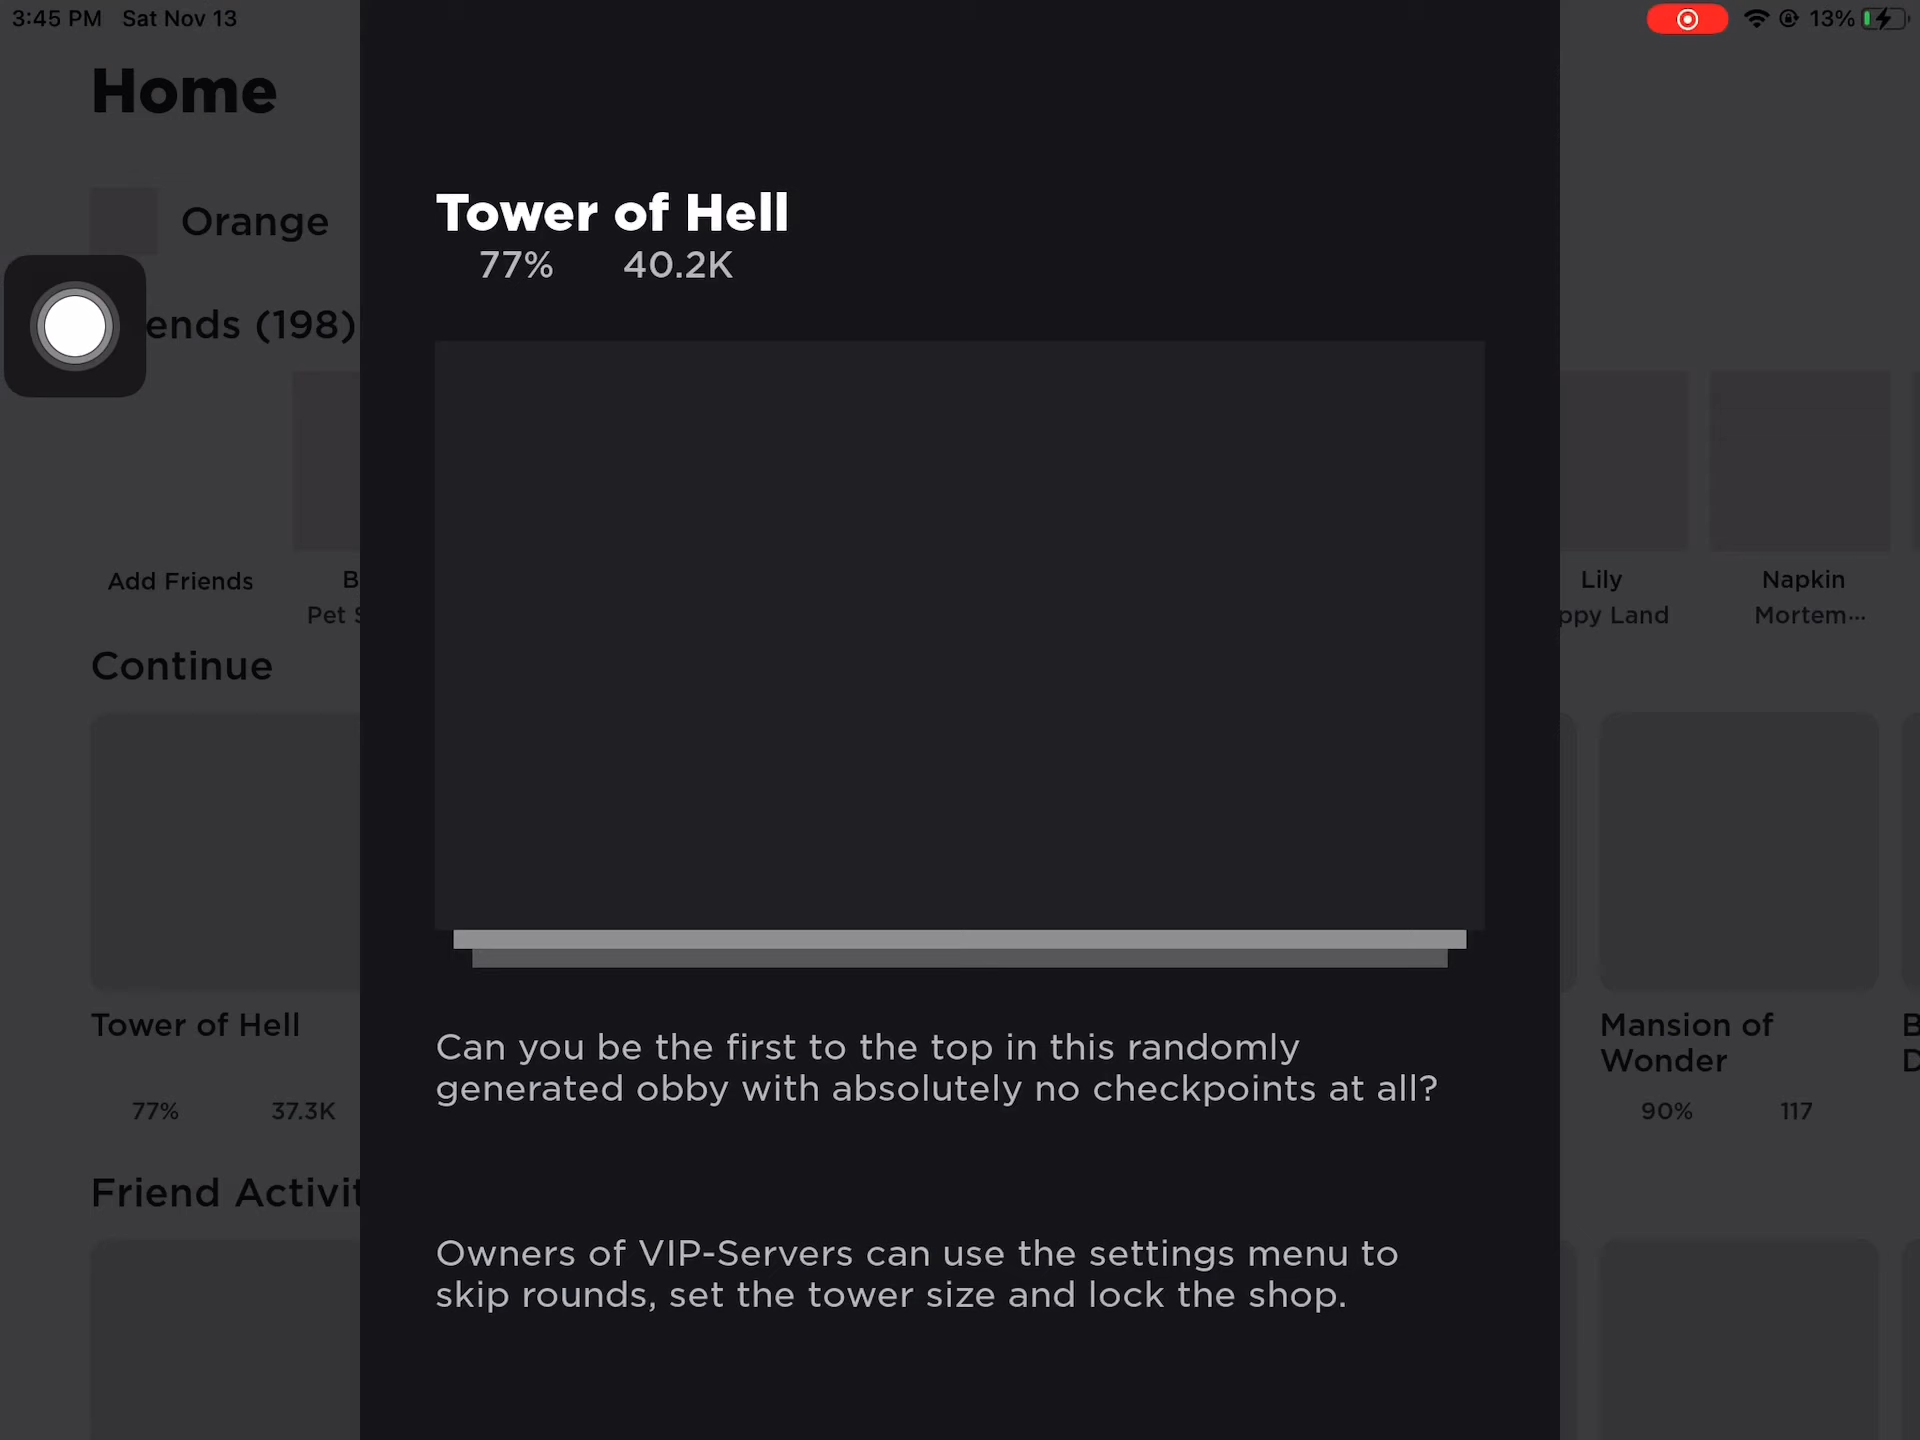 3:45 PM Sat Nov 13
13%
Home
Orange
ends (198)
Add Friends
B
Pet S
Lily
ppy Land
Napkin
Mortem...
Continue
Tower of Hell
77% 37.3K
Mansion of
Wonder
90% 117
B
D
Friend Activit
Tower of Hell
77% 40.2K
Can you be the first to the top in this randomly
generated obby with absolutely no checkpoints at all?
Owners of VIP-Servers can use the settings menu to
skip rounds, set the tower size and lock the shop.